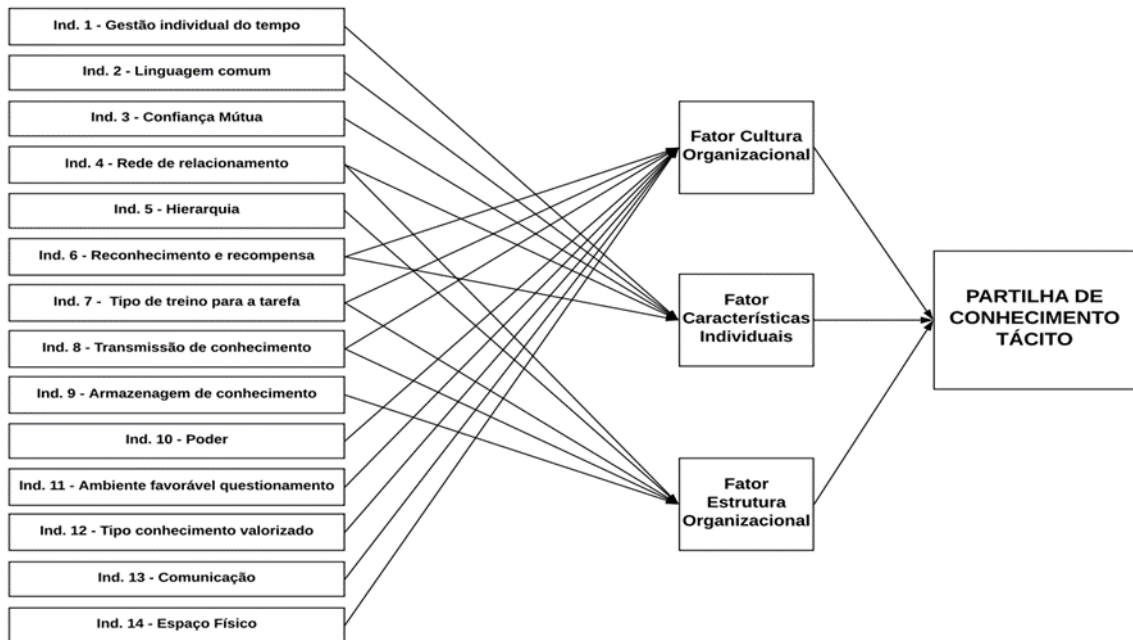 Ind. 1 - Gestão individual do tempo
Ind. 2 - Linguagem comum
Ind. 3 - Confiança Mútua
Ind. 4 - Rede de relacionamento
Ind. 5 - Hierarquia
Ind. 6 - Reconhecimento e recompensa
Ind. 7 - Tipo de treino para a tarefa
Ind. 8 - Transmissão de conhecimento
Ind. 9 - Armazenagem de conhecimento
Ind. 10 - Poder
Ind. 11 - Ambiente favorável questionamento
Ind. 12 - Tipo conhecimento valorizado
Ind. 13 - Comunicação
Ind. 14 - Espaço Físico
Fator Cultura
Organizacional
Fator
Características
Individuais
Fator
Estrutura
Organizacional
PARTILHA DE
CONHECIMENTO
TÁCITO